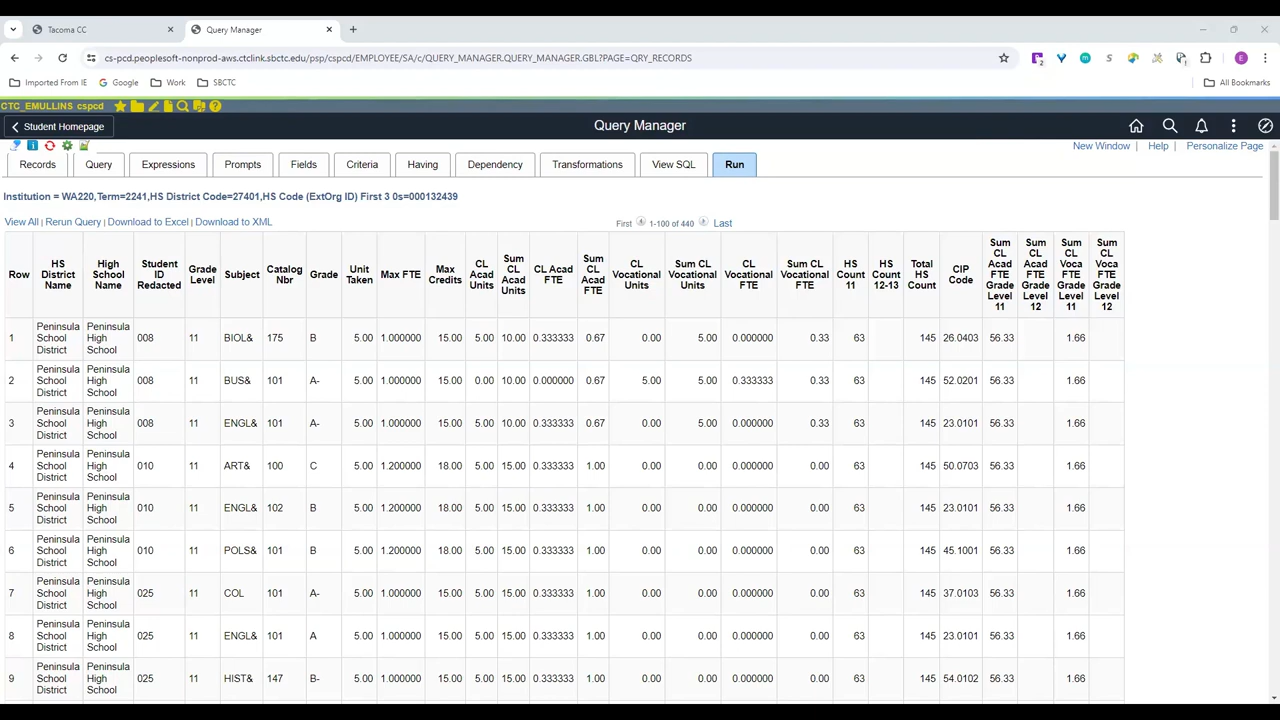 Tacoma CC
Query Manager
cs-pcd.peoplesoft-nonprod-aws.ctclink.sbctc.edu/psp/cspcd/EMPLOYEE/SA/c/QUERY_MANAGER.QUERY_MANAGER.GBL?PAGE=QRY_RECORDS
Imported From IE Google Work SBCTC All Bookmarks
CTC_EMULLINS cspcd
Student Homepage Query Manager
New Window | Help | Personalize Page
Records Query Expressions Prompts Fields Criteria Having Dependency Transformations View SQL Run
Institution = WA220,Term=2241,HS District Code=27401,HS Code (ExtOrg ID) First 3 0s=000132439
View All | Rerun Query | Download to Excel | Download to XML First 1-100 of 440 Last
Row HS District Name High School Name Student ID Redacted Grade Level Subject Catalog Nbr Grade Unit Taken Max FTE Max Credits CL Acad Units Sum CL Acad Units CL Acad FTE Sum CL Acad FTE CL Vocational Units Sum CL Vocational Units CL Vocational FTE Sum CL Vocational FTE HS Count 11 HS Count 12-13 Total HS Count CIP Code Sum CL Acad FTE Grade Level 11 Sum CL Acad FTE Grade Level 12 Sum CL Voca FTE Grade Level 11 Sum CL Voca FTE Grade Level 12
1 Peninsula School District Peninsula High School 008 11 BIOL& 175 B 5.00 1.000000 15.00 5.00 10.00 0.333333 0.67 0.00 5.00 0.000000 0.33 63 145 26.0403 56.33 1.66
2 Peninsula School District Peninsula High School 008 11 BUS& 101 A- 5.00 1.000000 15.00 0.00 10.00 0.000000 0.67 5.00 5.00 0.333333 0.33 63 145 52.0201 56.33 1.66
3 Peninsula School District Peninsula High School 008 11 ENGL& 101 A- 5.00 1.000000 15.00 5.00 10.00 0.333333 0.67 0.00 5.00 0.000000 0.33 63 145 23.0101 56.33 1.66
4 Peninsula School District Peninsula High School 010 11 ART& 100 C 5.00 1.200000 18.00 5.00 15.00 0.333333 1.00 0.00 0.00 0.000000 0.00 63 145 50.0703 56.33 1.66
5 Peninsula School District Peninsula High School 010 11 ENGL& 102 B 5.00 1.200000 18.00 5.00 15.00 0.333333 1.00 0.00 0.00 0.000000 0.00 63 145 23.0101 56.33 1.66
6 Peninsula School District Peninsula High School 010 11 POLS& 101 B 5.00 1.200000 18.00 5.00 15.00 0.333333 1.00 0.00 0.00 0.000000 0.00 63 145 45.1001 56.33 1.66
7 Peninsula School District Peninsula High School 025 11 COL 101 A- 5.00 1.000000 15.00 5.00 15.00 0.333333 1.00 0.00 0.00 0.000000 0.00 63 145 37.0103 56.33 1.66
8 Peninsula School District Peninsula High School 025 11 ENGL& 101 A 5.00 1.000000 15.00 5.00 15.00 0.333333 1.00 0.00 0.00 0.000000 0.00 63 145 23.0101 56.33 1.66
9 Peninsula School District Peninsula High School 025 11 HIST& 147 B- 5.00 1.000000 15.00 5.00 15.00 0.333333 1.00 0.00 0.00 0.000000 0.00 63 145 54.0102 56.33 1.66